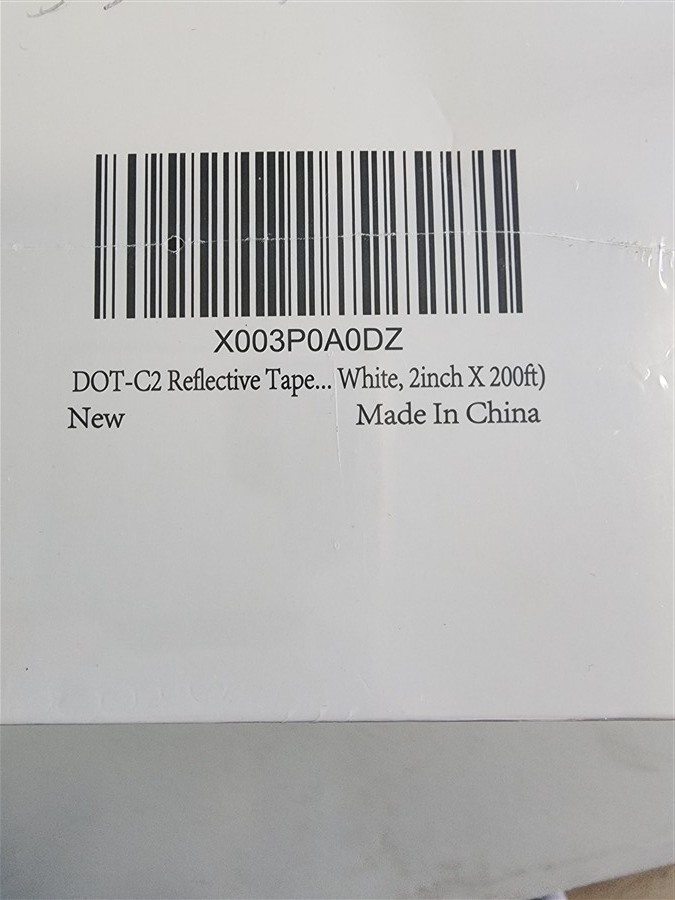 X003P0A0DZ
DOT-C2 Reflective Tape... White, 2inch X 200ft)
New Made In China